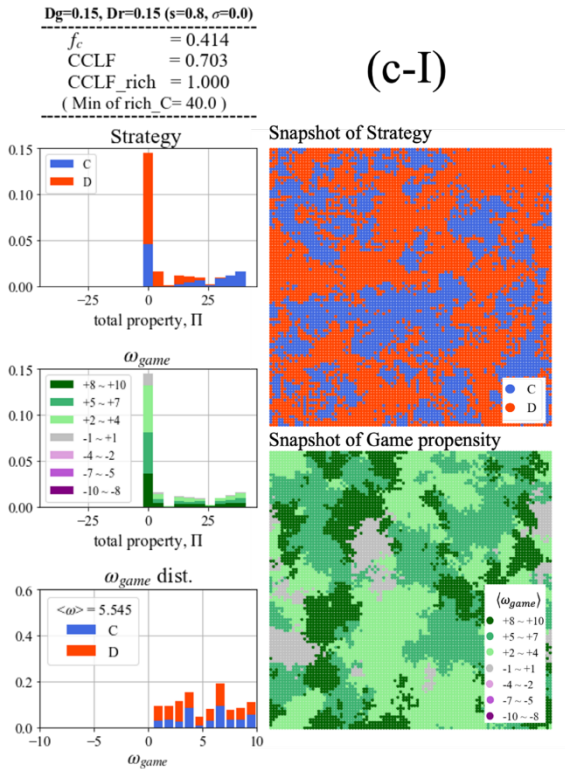 Dg=0.15, Dr=0.15 (s=0.8, σ=0.0)
f_c = 0.414
CCLF = 0.703
CCLF_rich = 1.000
( Min of rich_C= 40.0 )
(c-I)
Strategy
0.15
0.10
0.05
0.00
C
D
−25
0
25
total property, Π
Snapshot of Strategy
C
D
ω_game
0.15
0.10
0.05
0.00
+8 ~ +10
+5 ~ +7
+2 ~ +4
-1 ~ +1
-4 ~ -2
-7 ~ -5
-10 ~ -8
−25
0
25
total property, Π
Snapshot of Game propensity
⟨ω_game⟩
+8 ~ +10
+5 ~ +7
+2 ~ +4
-1 ~ +1
-4 ~ -2
-7 ~ -5
-10 ~ -8
ω_game dist.
0.6
0.4
0.2
0.0
<ω> = 5.545
C
D
−10
−5
0
5
10
ω_game